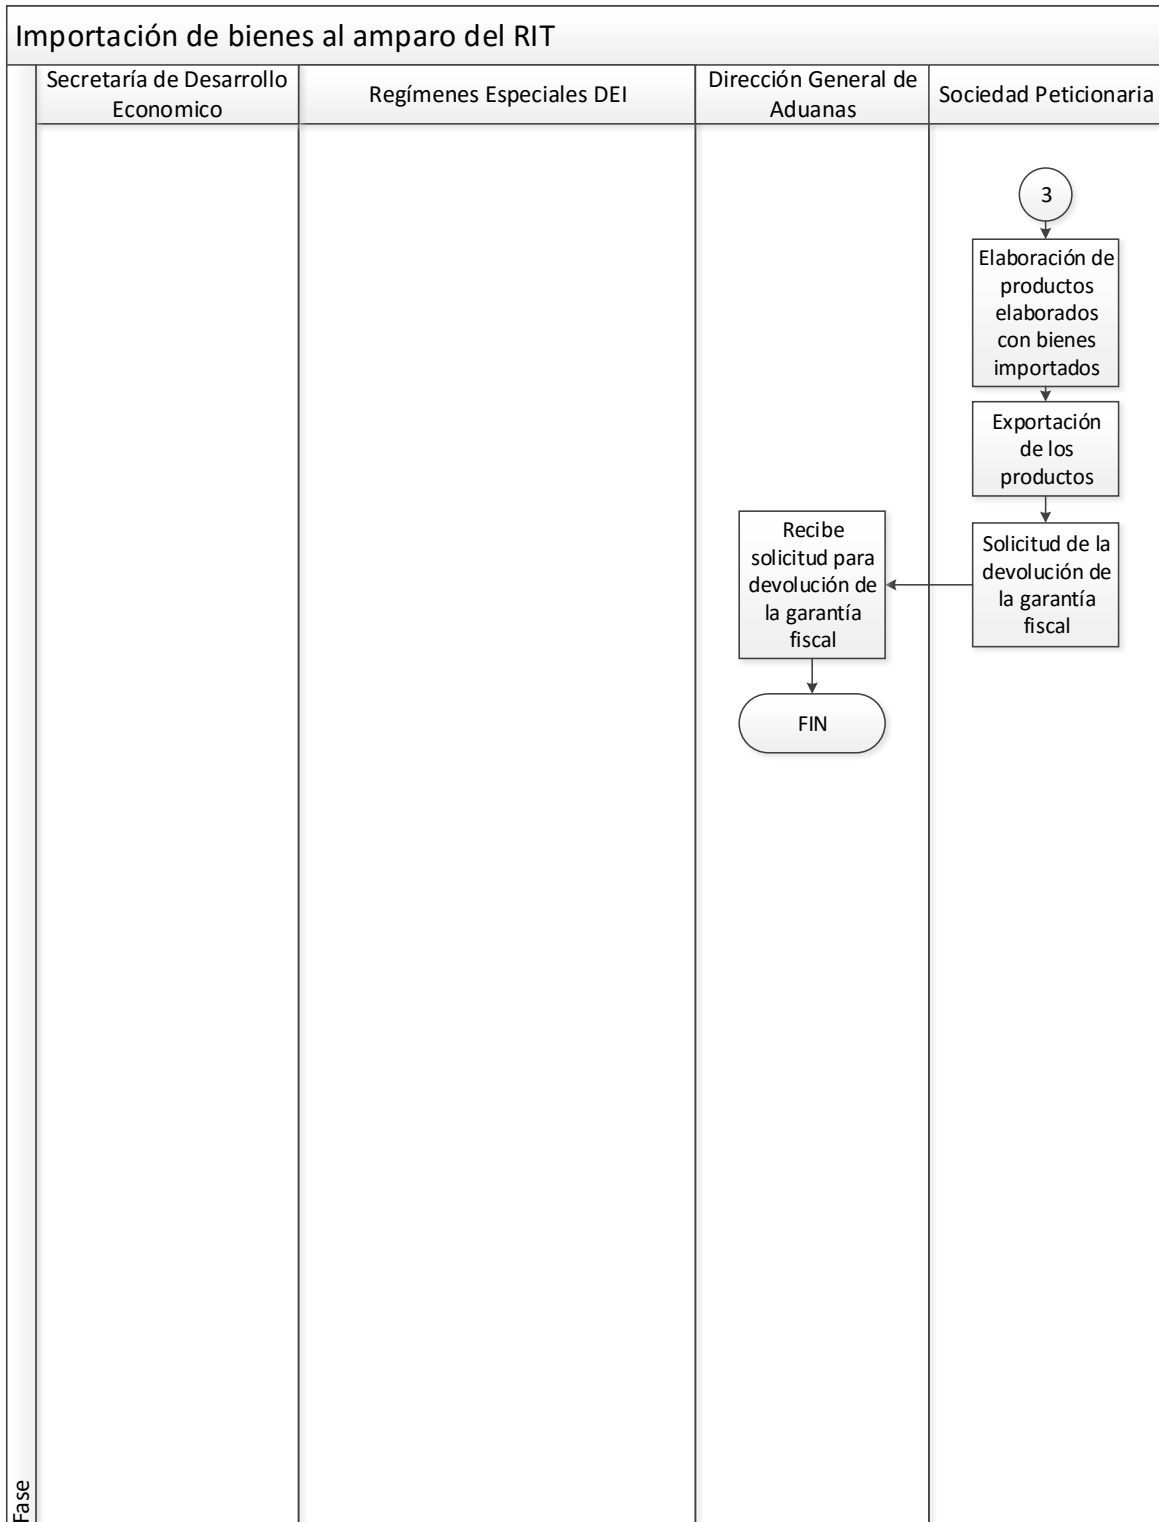 Importación de bienes al amparo del RIT
Secretaría de Desarrollo
Economico
Regímenes Especiales DEI
Dirección General de
Aduanas
Sociedad Peticionaria
3
Elaboración de
productos
elaborados
con bienes
importados
Exportación
de los
productos
Recibe
solicitud para
devolución de
la garantía
fiscal
Solicitud de la
devolución de
la garantía
fiscal
FIN
Fase